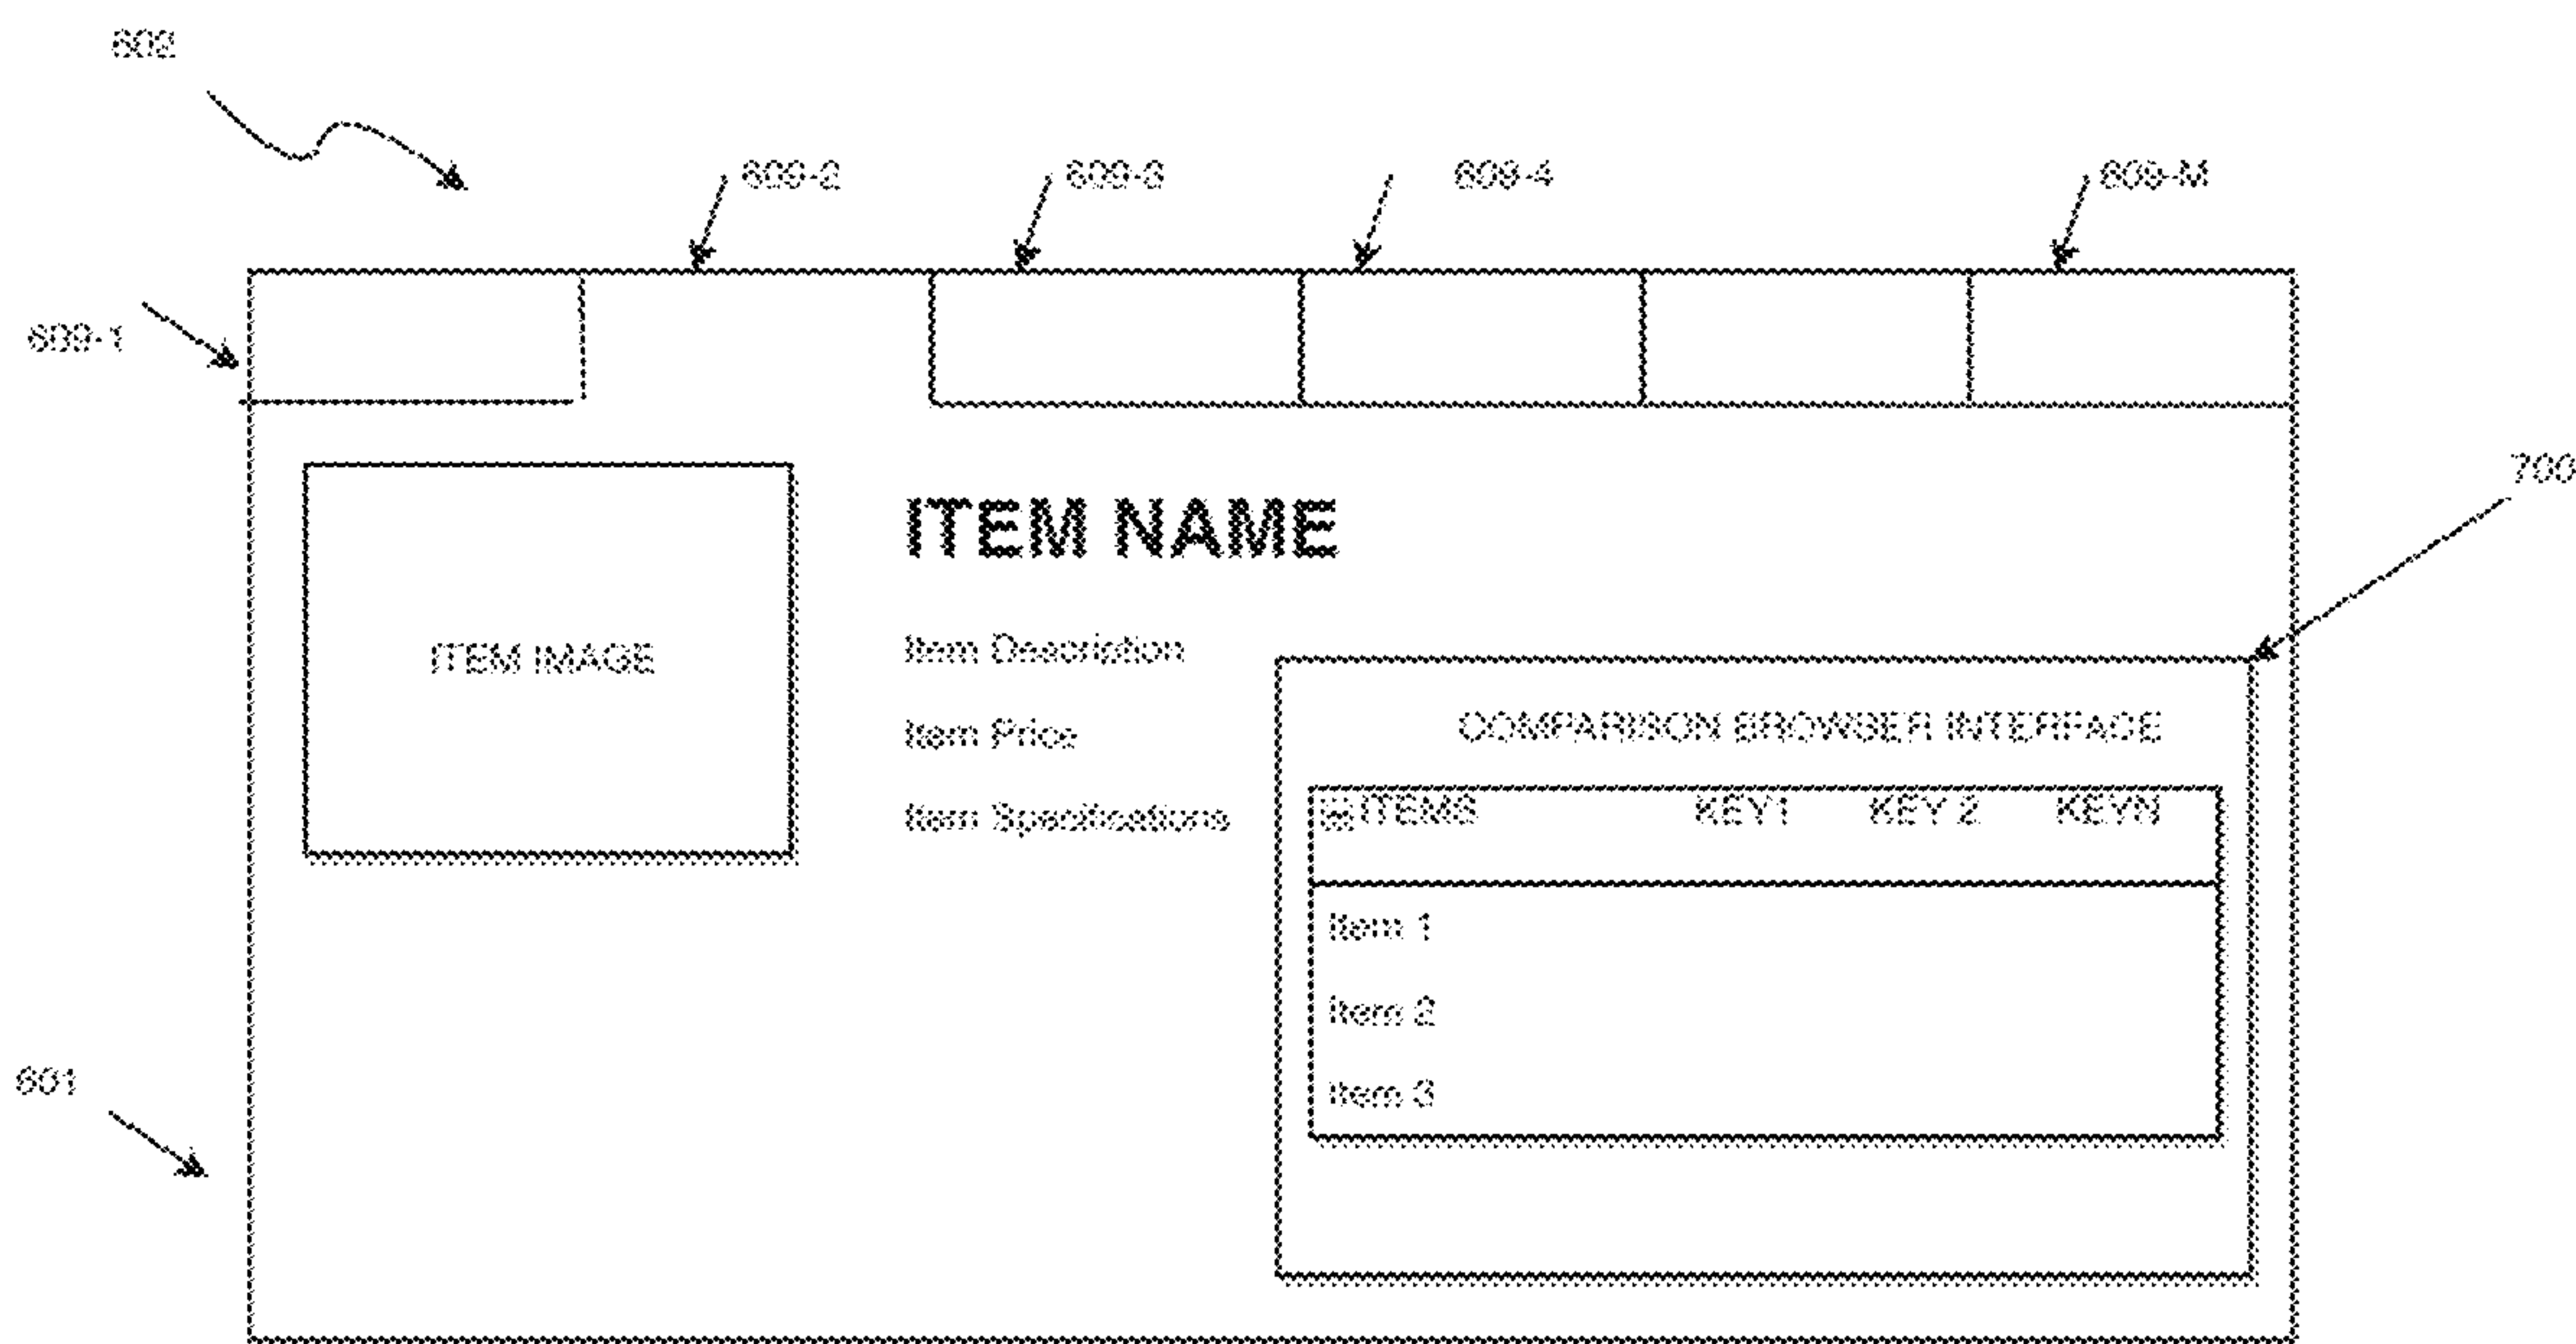 602
609-2 609-3 609-4 609-M
609-1
700
ITEM NAME
ITEM IMAGE
Item Description
Item Price
Item Specifications
COMPARISON BROWSER INTERFACE
ITEMS KEY1 KEY 2 KEYN
Item 1
Item 2
Item 3
601